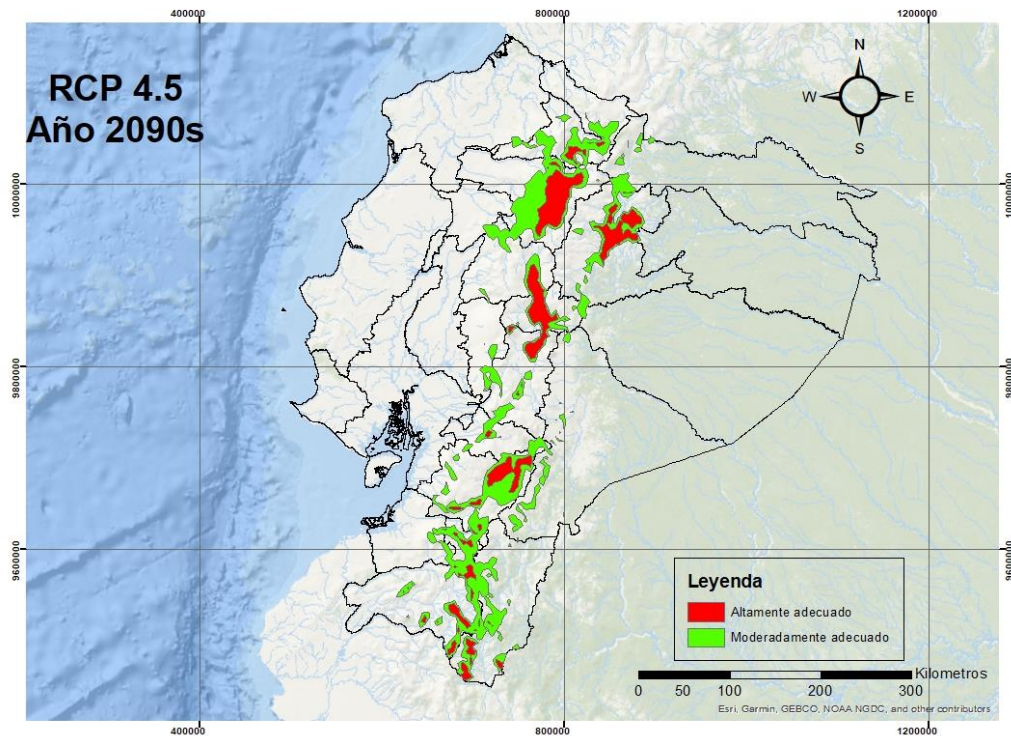 400000
800000
1200000
RCP 4.5
Año 2090s
N
W
E
S
10000000
10000000
9800000
9800000
9600000
9600000
Leyenda
Altamente adecuado
Moderadamente adecuado
Kilometros
0 50 100 200 300
Esri, Garmin, GEBCO, NOAA NGDC, and other contributors
400000
800000
1200000